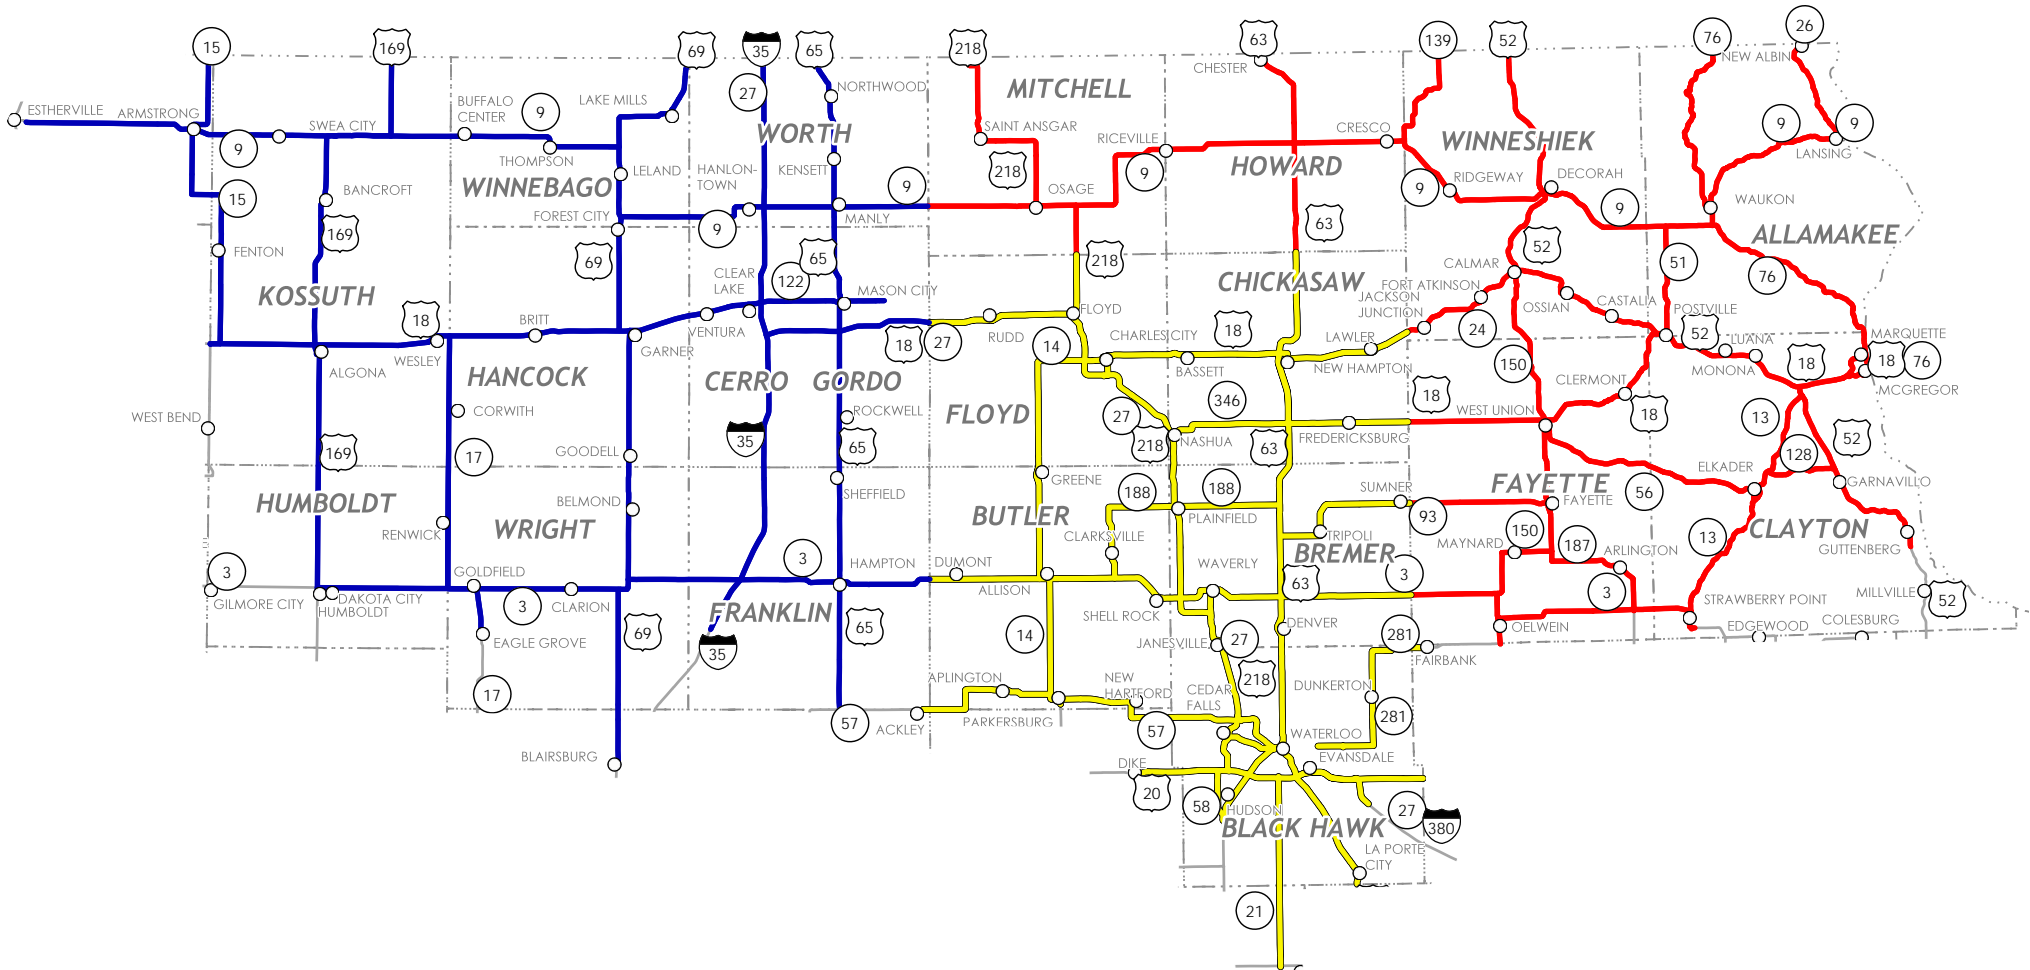 15
169
69
35
65
218
63
139
52
76
26
NEW ALBIN
CHESTER
27
NORTHWOOD
MITCHELL
ESTHERVILLE
ARMSTRONG
BUFFALO
CENTER
9
LAKE MILLS
SWEA CITY
WORTH
SAINT ANSGAR
RICEVILLE
CRESCO
WINNESHIEK
9
9
LANSING
9
THOMPSON
LELAND
HANLON-
TOWN
KENSETT
218
9
HOWARD
9
RIDGEWAY
DECORAH
WINNEBAGO
15
BANCROFT
9
OSAGE
9
WAUKON
FOREST CITY
9
MANLY
169
63
ALLAMAKEE
FENTON
69
65
218
52
51
76
CLEAR
LAKE
122
MASON CITY
CHICKASAW
CALMAR
FORT ATKINSON
JACKSON
JUNCTION
OSSIAN
CASTALIA
POSTVILLE
KOSSUTH
18
BRITT
VENTURA
FLOYD
18
27
RUDD
14
CHARLES CITY
18
LAWLER
24
52
LUANA
MARQUETTE
WESLEY
GARNER
ALGONA
HANCOCK
CERRO GORDO
BASSETT
NEW HAMPTON
150
MONONA
18
18
76
MCGREGOR
CLERMONT
WEST BEND
CORWITH
ROCKWELL
FLOYD
27
346
18
WEST UNION
18
13
169
17
GOODELL
35
65
218
NASHUA
63
FREDERICKSBURG
52
128
ELKADER
GREENE
188
188
SUMNER
FAYETTE
56
GARNAVILLO
HUMBOLDT
BELMOND
SHEFFIELD
BUTLER
PLAINFIELD
93
FAYETTE
RENWICK
WRIGHT
CLARKSVILLE
TRIPOLI
BREMER
150
MAYNARD
187
ARLINGTON
13
CLAYTON
GUTTENBERG
3
GOLDFIELD
3
HAMPTON
DUMONT
WAVERLY
3
63
ALLISON
3
MILLVILLE
52
GILMORE CITY
DAKOTA CITY
HUMBOLDT
3
CLARION
FRANKLIN
SHELL ROCK
STRAWBERRY POINT
EAGLE GROVE
69
65
14
JANESVILLE
27
DENVER
281
OELWEIN
EDGEWOOD
COLESBURG
35
FAIRBANK
17
APLINGTON
NEW
HARTFORD
218
CEDAR
FALLS
DUNKERTON
57
ACKLEY
PARKERSBURG
57
281
WATERLOO
BLAIRSBURG
DIKE
EVANSDALE
20
58
HUDSON
27
380
BLACK HAWK
LA PORTE
CITY
21